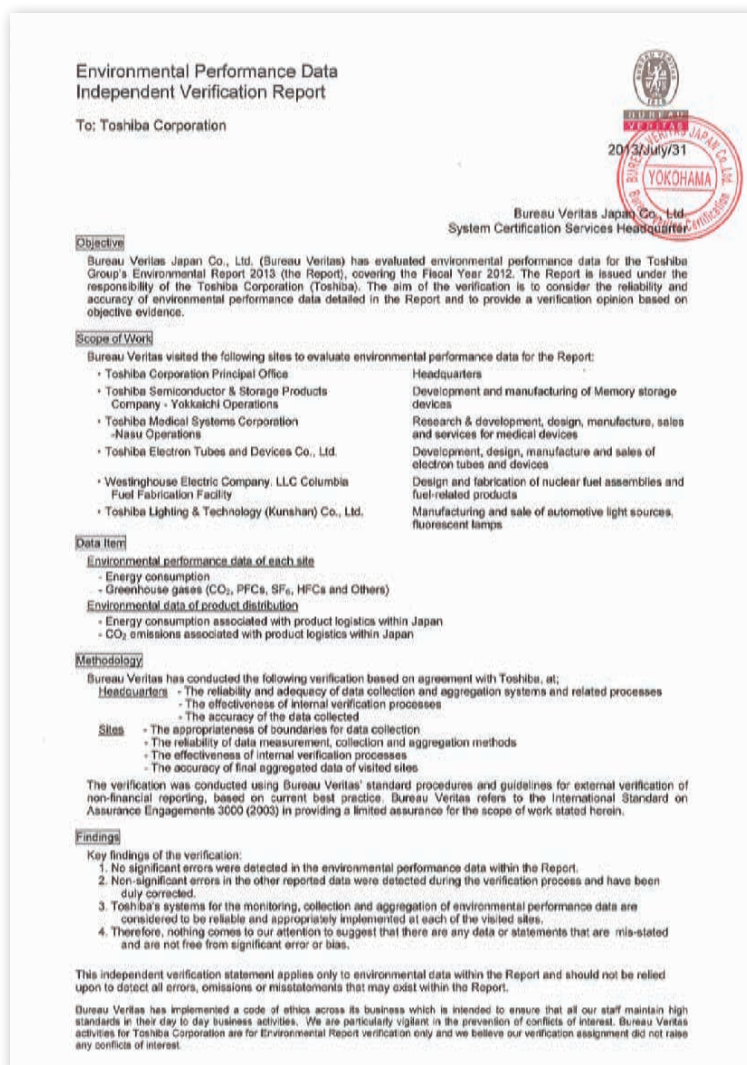 Environmental Performance Data
Independent Verification Report
To: Toshiba Corporation
BUREAU VERITAS
1828
BUREAU
VERITAS
2013/July/31
BUREAU VERITAS JAPAN Co., Ltd.
YOKOHAMA
Bureau Veritas Certification
Bureau Veritas Japan Co., Ltd.
System Certification Services Headquarter
Objective
Bureau Veritas Japan Co., Ltd. (Bureau Veritas) has evaluated environmental performance data for the Toshiba
Group's Environmental Report 2013 (the Report), covering the Fiscal Year 2012. The Report is issued under the
responsibility of the Toshiba Corporation (Toshiba). The aim of the verification is to consider the reliability and
accuracy of environmental performance data detailed in the Report and to provide a verification opinion based on
objective evidence.
Scope of Work
Bureau Veritas visited the following sites to evaluate environmental performance data for the Report:
・Toshiba Corporation Principal Office Headquarters
・Toshiba Semiconductor & Storage Products Development and manufacturing of Memory storage
Company - Yokkaichi Operations devices
・Toshiba Medical Systems Corporation Research & development, design, manufacture, sales
-Nasu Operations and services for medical devices
・Toshiba Electron Tubes and Devices Co., Ltd. Development, design, manufacture and sales of
electron tubes and devices
・Westinghouse Electric Company. LLC Columbia Design and fabrication of nuclear fuel assemblies and
Fuel Fabrication Facility fuel-related products
・Toshiba Lighting & Technology (Kunshan) Co., Ltd. Manufacturing and sale of automotive light sources,
fluorescent lamps
Data Item
Environmental performance data of each site
- Energy consumption
- Greenhouse gases (CO₂, PFCs, SF₆, HFCs and Others)
Environmental data of product distribution
- Energy consumption associated with product logistics within Japan
- CO₂ emissions associated with product logistics within Japan
Methodology
Bureau Veritas has conducted the following verification based on agreement with Toshiba, at;
Headquarters - The reliability and adequacy of data collection and aggregation systems and related processes
- The effectiveness of internal verification processes
- The accuracy of the data collected
Sites - The appropriateness of boundaries for data collection
- The reliability of data measurement, collection and aggregation methods
- The effectiveness of internal verification processes
- The accuracy of final aggregated data of visited sites
The verification was conducted using Bureau Veritas' standard procedures and guidelines for external verification of
non-financial reporting, based on current best practice. Bureau Veritas refers to the International Standard on
Assurance Engagements 3000 (2003) in providing a limited assurance for the scope of work stated herein.
Findings
Key findings of the verification:
1. No significant errors were detected in the environmental performance data within the Report.
2. Non-significant errors in the other reported data were detected during the verification process and have been
duly corrected.
3. Toshiba's systems for the monitoring, collection and aggregation of environmental performance data are
considered to be reliable and appropriately implemented at each of the visited sites.
4. Therefore, nothing comes to our attention to suggest that there are any data or statements that are mis-stated
and are not free from significant error or bias.
This independent verification statement applies only to environmental data within the Report and should not be relied
upon to detect all errors, omissions or misstatements that may exist within the Report.
Bureau Veritas has implemented a code of ethics across its business which is intended to ensure that all our staff maintain high
standards in their day to day business activities. We are particularly vigilant in the prevention of conflicts of interest. Bureau Veritas
activities for Toshiba Corporation are for Environmental Report verification only and we believe our verification assignment did not raise
any conflicts of interest